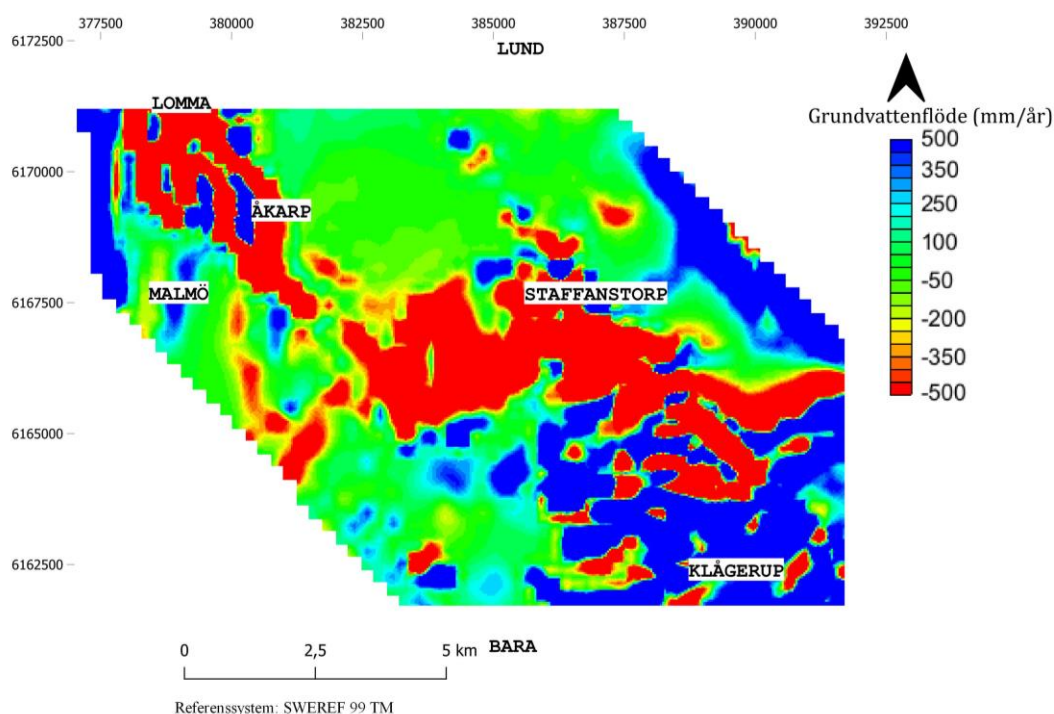 377500 380000 382500 385000 387500 390000 392500
6172500
LUND
LOMMA
Grundvattenflöde (mm/år)
500
350
250
100
-50
-200
-350
-500
6170000
ÅKARP
6167500
MALMÖ
STAFFANSTORP
6165000
6162500
KLÅGERUP
0 2,5 5 km
BARA
Referenssystem: SWEREF 99 TM